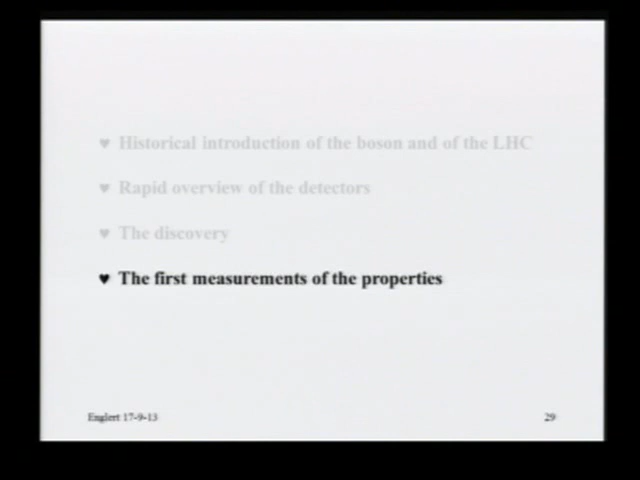 ♥ Historical introduction of the boson and of the LHC
♥ Rapid overview of the detectors
♥ The discovery
♥ The first measurements of the properties
Englert 17-9-13
29